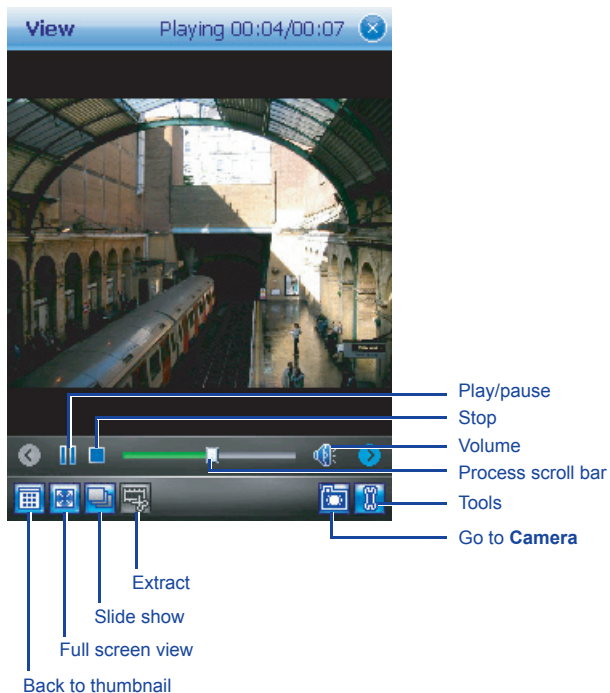 View Playing 00:04/00:07
Play/pause
Stop
Volume
Process scroll bar
Tools
Go to Camera
Extract
Slide show
Full screen view
Back to thumbnail